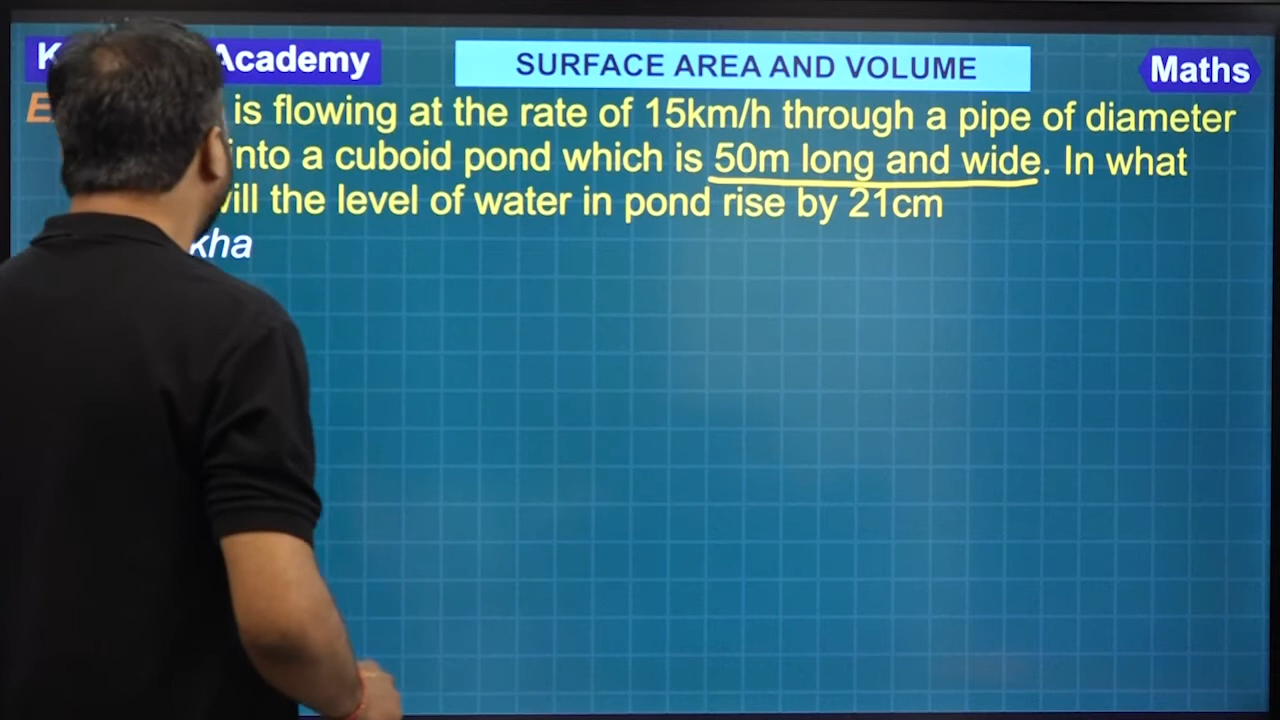 Academy
SURFACE AREA AND VOLUME
Maths
is flowing at the rate of 15km/h through a pipe of diameter
into a cuboid pond which is 50m long and wide. In what
will the level of water in pond rise by 21cm
kha